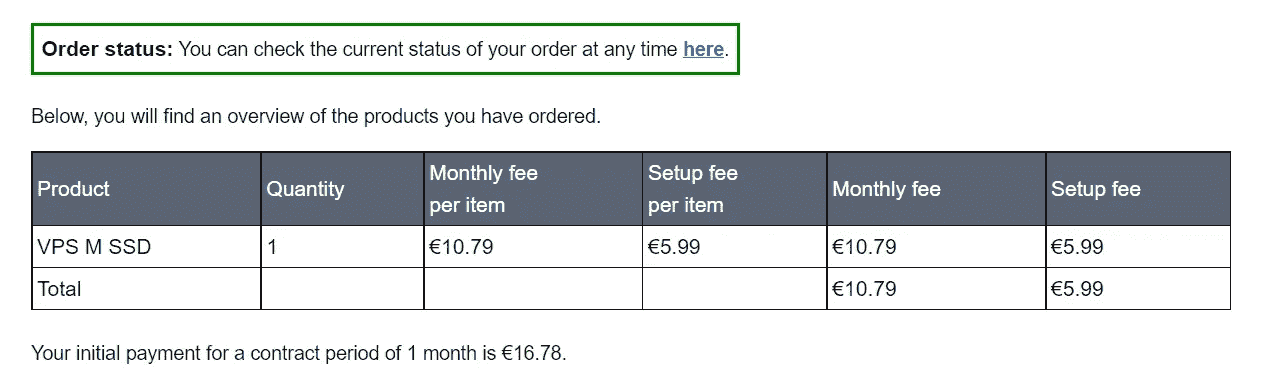 Order status: You can check the current status of your order at any time here.
Below, you will find an overview of the products you have ordered.
Product Quantity Monthly fee per item Setup fee per item Monthly fee Setup fee
VPS M SSD 1 €10.79 €5.99 €10.79 €5.99
Total €10.79 €5.99
Your initial payment for a contract period of 1 month is €16.78.